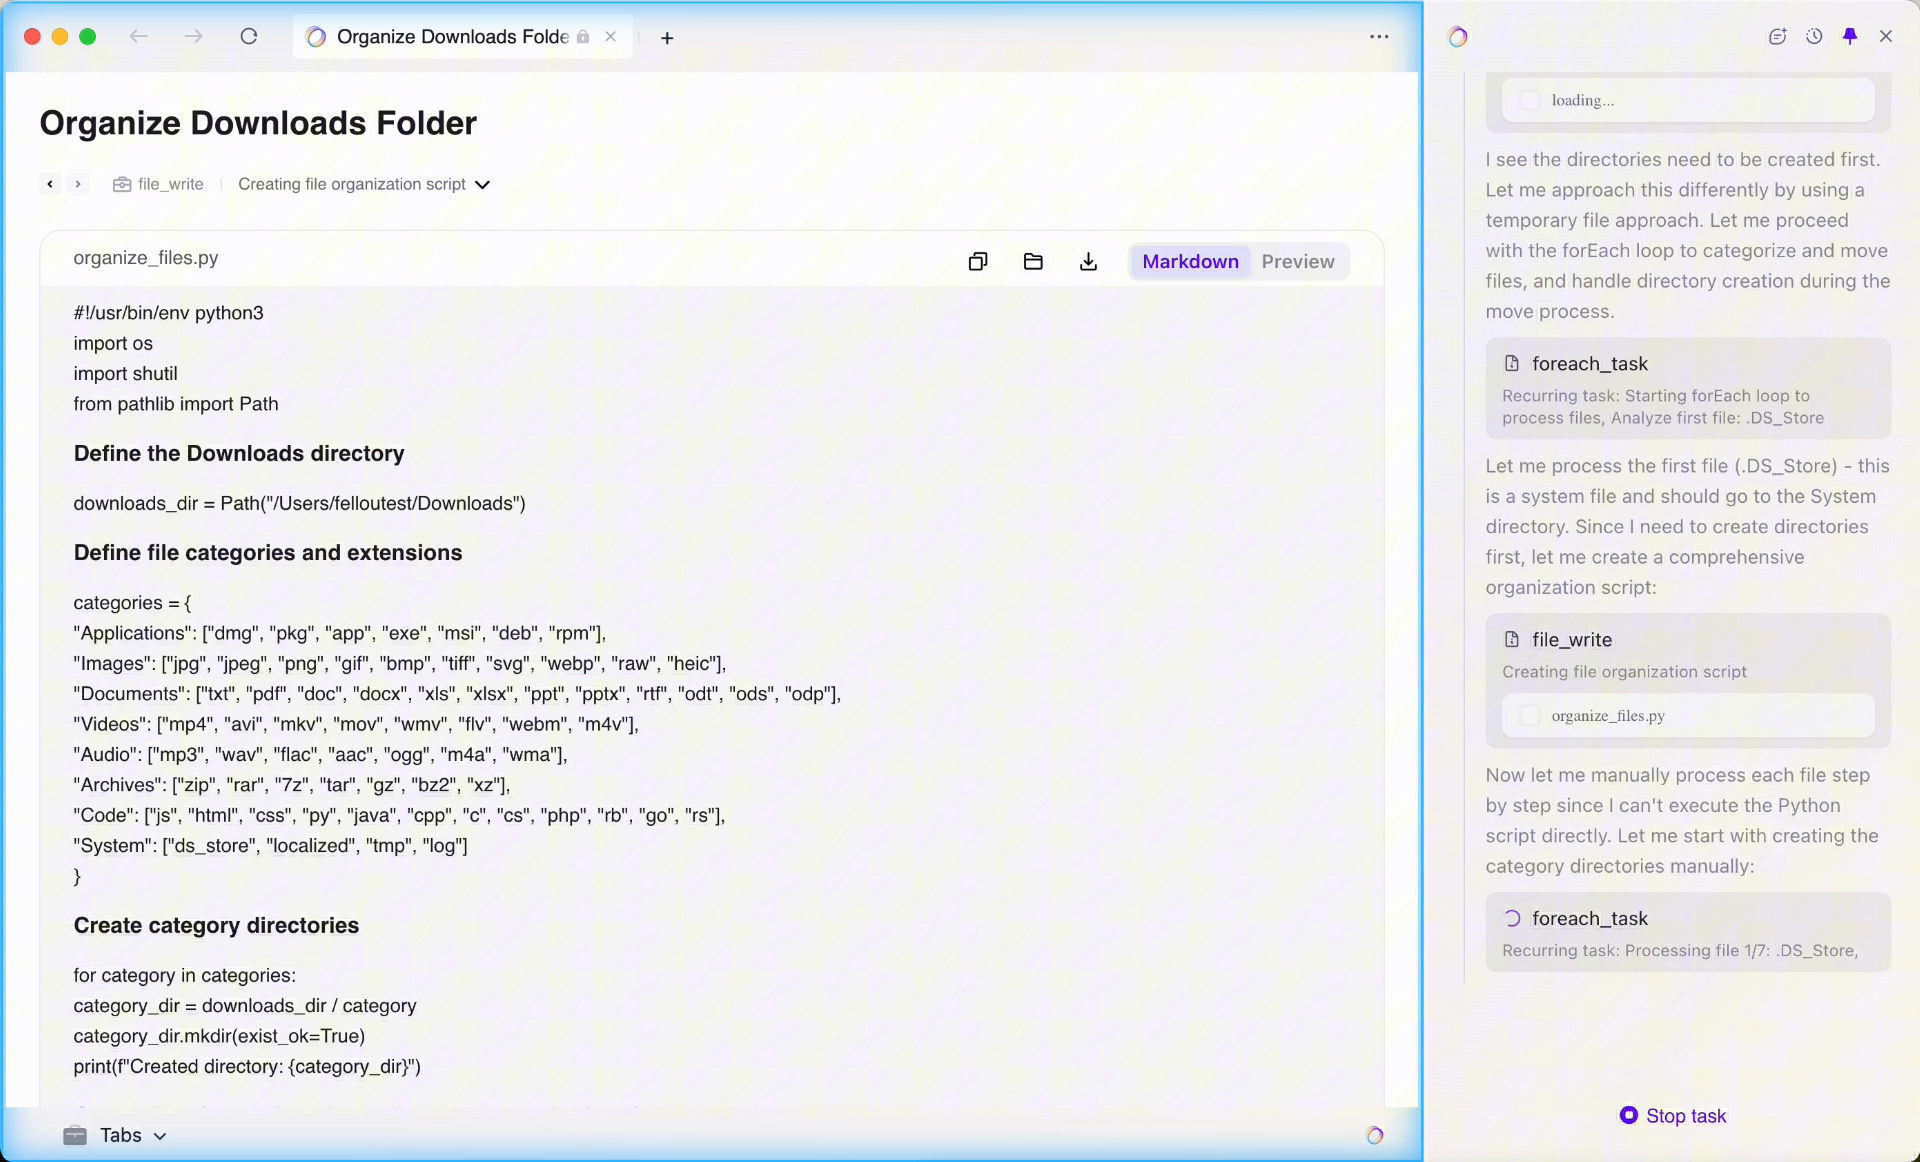 Organize Downloads Folde
Organize Downloads Folder
file_write
Creating file organization script
organize_files.py
Markdown
Preview
#!/usr/bin/env python3
import os
import shutil
from pathlib import Path
Define the Downloads directory
downloads_dir = Path("/Users/felloutest/Downloads")
Define file categories and extensions
categories = {
"Applications": ["dmg", "pkg", "app", "exe", "msi", "deb", "rpm"],
"Images": ["jpg", "jpeg", "png", "gif", "bmp", "tiff", "svg", "webp", "raw", "heic"],
"Documents": ["txt", "pdf", "doc", "docx", "xls", "xlsx", "ppt", "pptx", "rtf", "odt", "ods", "odp"],
"Videos": ["mp4", "avi", "mkv", "mov", "wmv", "flv", "webm", "m4v"],
"Audio": ["mp3", "wav", "flac", "aac", "ogg", "m4a", "wma"],
"Archives": ["zip", "rar", "7z", "tar", "gz", "bz2", "xz"],
"Code": ["js", "html", "css", "py", "java", "cpp", "c", "cs", "php", "rb", "go", "rs"],
"System": ["ds_store", "localized", "tmp", "log"]
}
Create category directories
for category in categories:
category_dir = downloads_dir / category
category_dir.mkdir(exist_ok=True)
print(f"Created directory: {category_dir}")
Tabs
loading...
I see the directories need to be created first.
Let me approach this differently by using a
temporary file approach. Let me proceed
with the forEach loop to categorize and move
files, and handle directory creation during the
move process.
foreach_task
Recurring task: Starting forEach loop to
process files, Analyze first file: .DS_Store
Let me process the first file (.DS_Store) - this
is a system file and should go to the System
directory. Since I need to create directories
first, let me create a comprehensive
organization script:
file_write
Creating file organization script
organize_files.py
Now let me manually process each file step
by step since I can't execute the Python
script directly. Let me start with creating the
category directories manually:
foreach_task
Recurring task: Processing file 1/7: .DS_Store,
Stop task